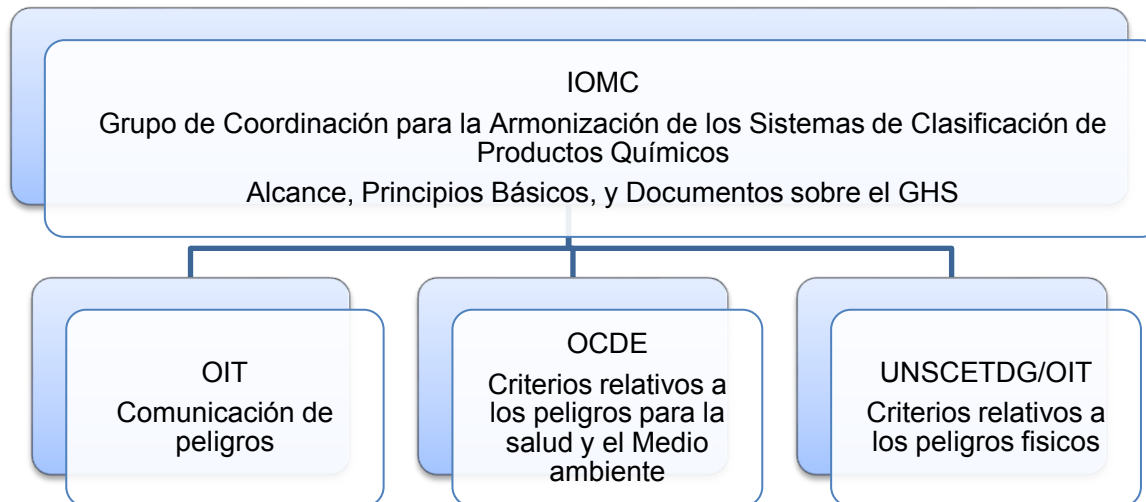 IOMC
Grupo de Coordinación para la Armonización de los Sistemas de Clasificación de
Productos Químicos
Alcance, Principios Básicos, y Documentos sobre el GHS
OIT
Comunicación de
peligros
OCDE
Criterios relativos a
los peligros para la
salud y el Medio
ambiente
UNSCETDG/OIT
Criterios relativos a
los peligros fisicos